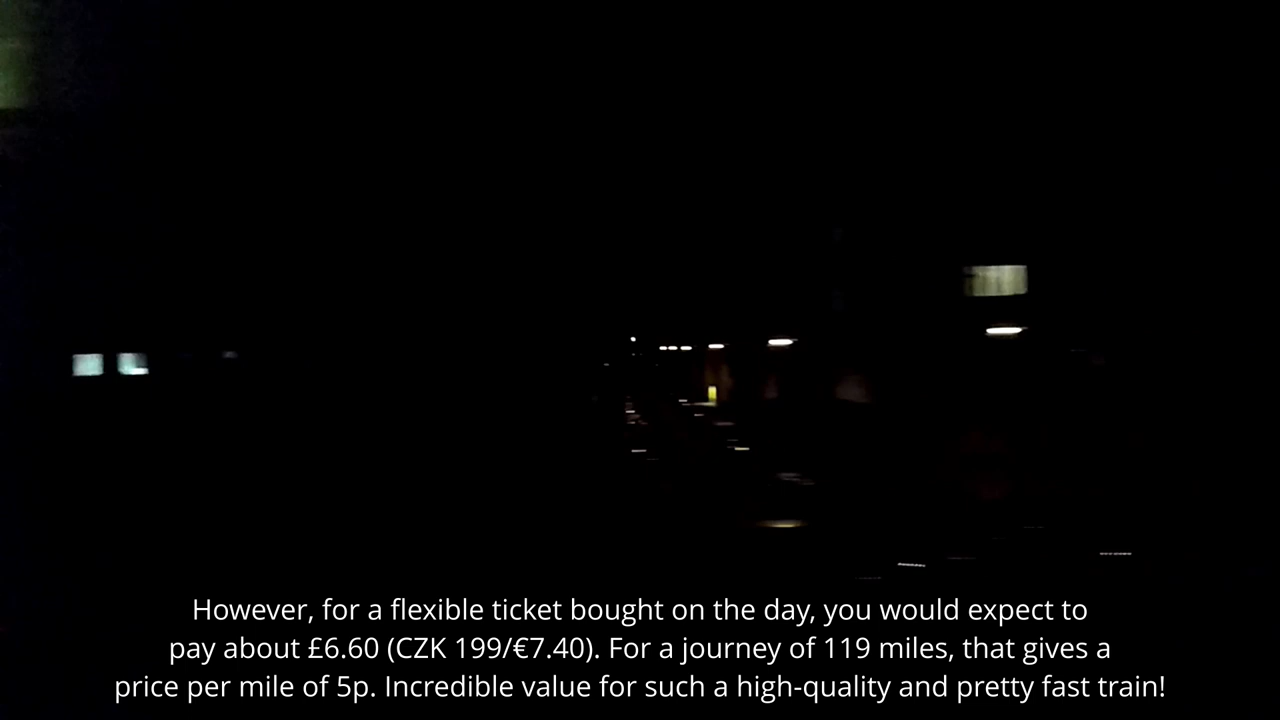 However, for a flexible ticket bought on the day, you would expect to
pay about £6.60 (CZK 199/€7.40). For a journey of 119 miles, that gives a
price per mile of 5p. Incredible value for such a high-quality and pretty fast train!